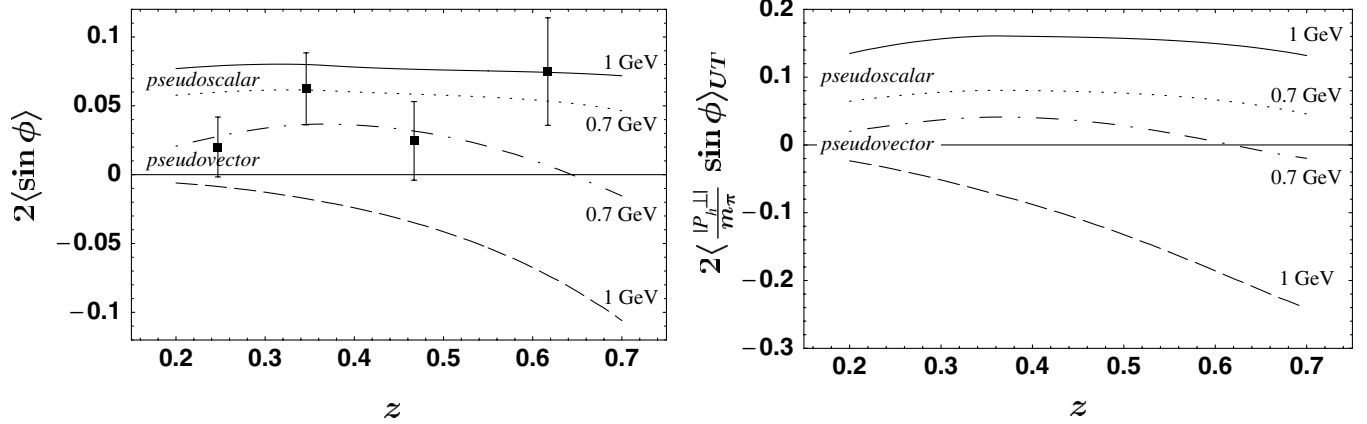 2⟨sin ϕ⟩
0.1
0.05
0
−0.05
−0.1
pseudoscalar
pseudovector
1 GeV
0.7 GeV
0.7 GeV
1 GeV
0.2 0.3 0.4 0.5 0.6 0.7
z
2⟨|P_h⊥|/m_π sin ϕ⟩_UT
0.2
0.1
0
−0.1
−0.2
−0.3
pseudoscalar
pseudovector
1 GeV
0.7 GeV
0.7 GeV
1 GeV
0.2 0.3 0.4 0.5 0.6 0.7
z